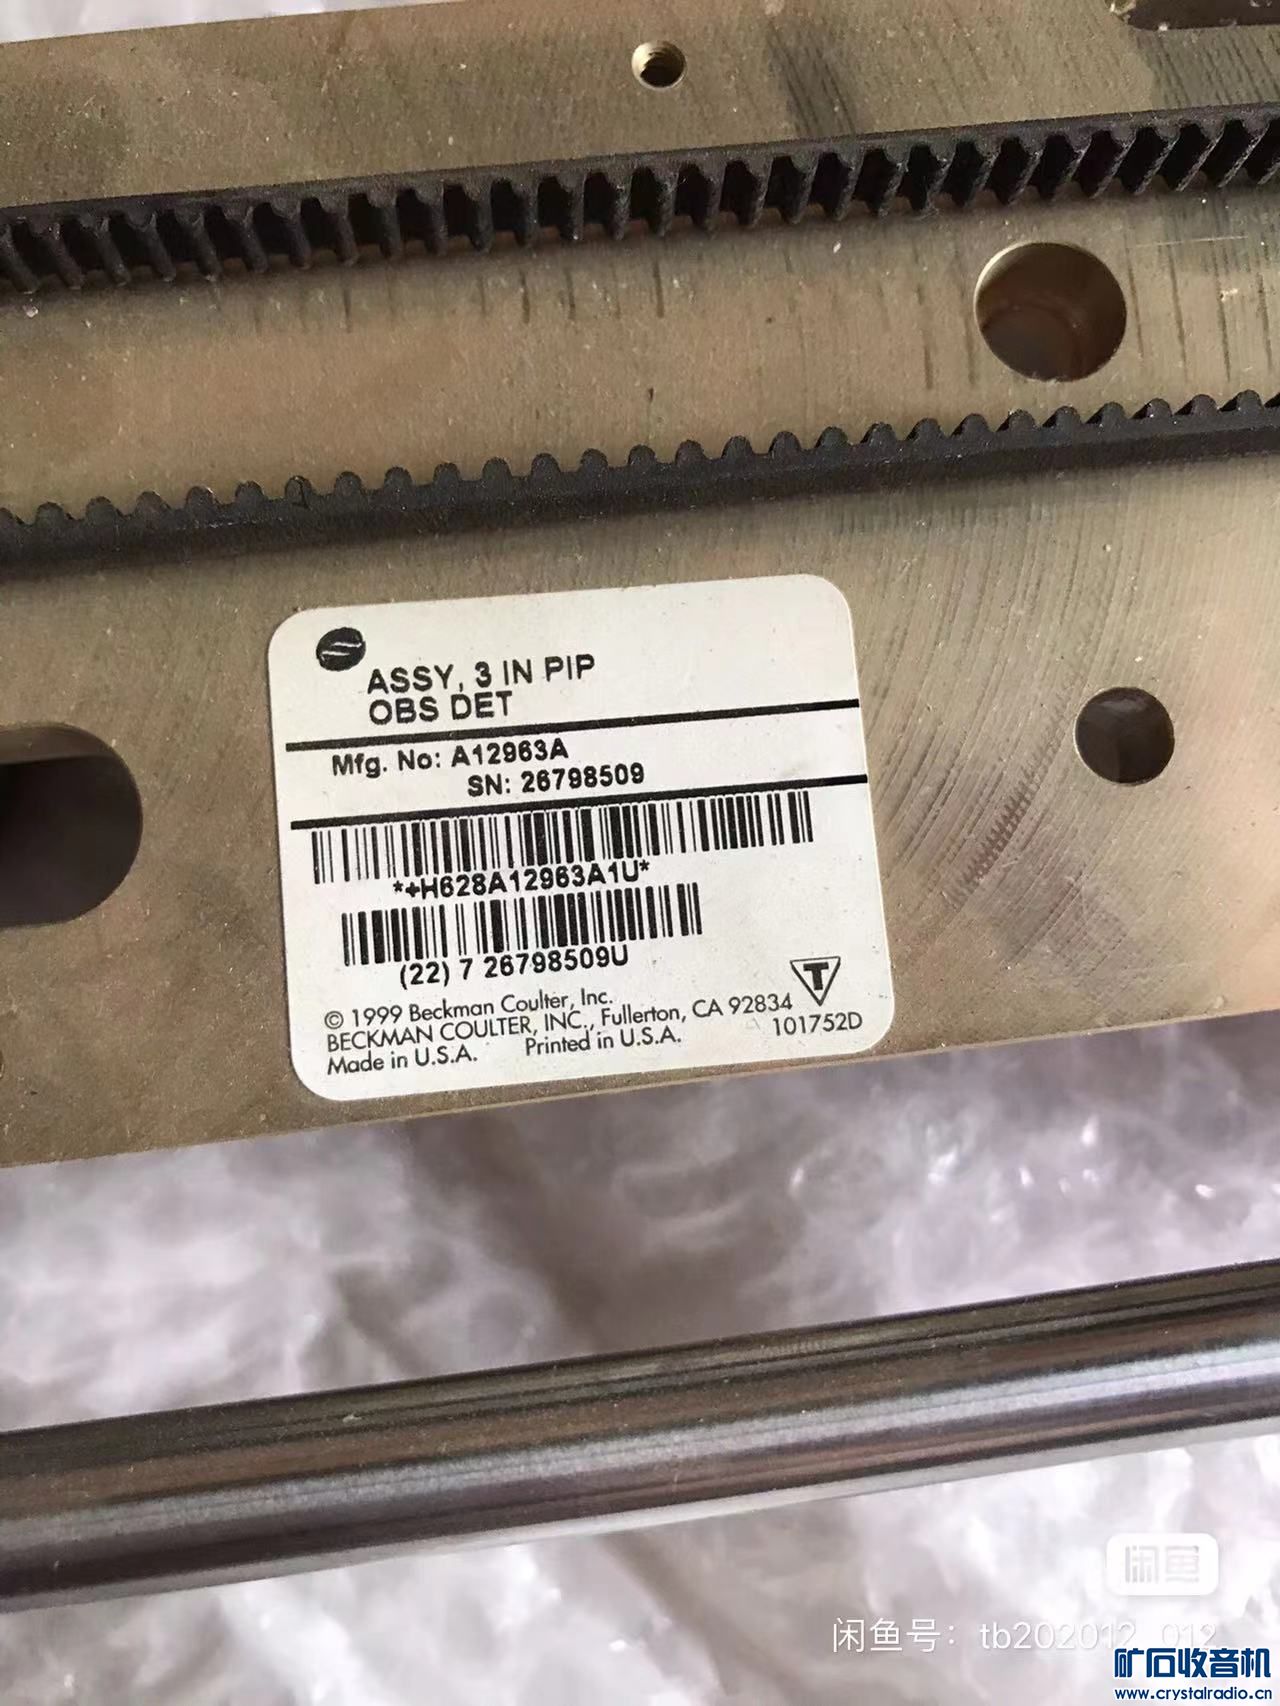 ASSY, 3 IN PIP
OBS DET
Mfg. No: A12963A
SN: 26798509
*+H628A12963A1U*
(22) 7 26798509U
© 1999 Beckman Coulter, Inc.
BECKMAN COULTER, INC., Fullerton, CA 92834
Made in U.S.A. Printed in U.S.A.
T
101752D
闲鱼
闲鱼号：tb202012_012
矿石收音机
www.crystalradio.cn